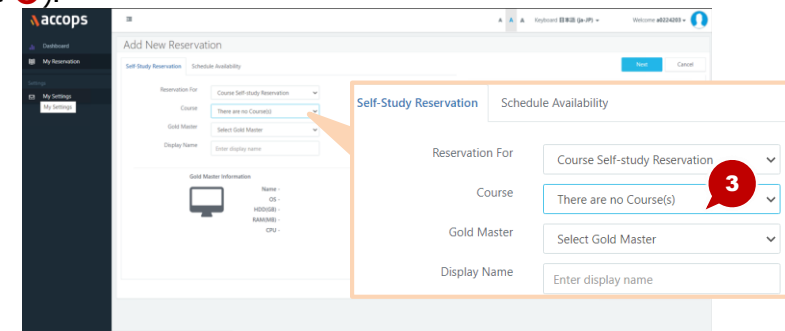 accops
A A A Keyboard 日本語 (ja-JP) Welcome a0224203
Dashboard
My Reservation
Settings
My Settings
My Settings
Add New Reservation
Self-Study Reservation Schedule Availability
Next Cancel
Reservation For Course Self-study Reservation
Course There are no Course(s)
Gold Master Select Gold Master
Display Name Enter display name
Gold Master Information
Name -
OS -
HDD(GB) -
RAM(MB) -
CPU -
Self-Study Reservation Schedule Availability
Reservation For Course Self-study Reservation
3
Course There are no Course(s)
Gold Master Select Gold Master
Display Name Enter display name